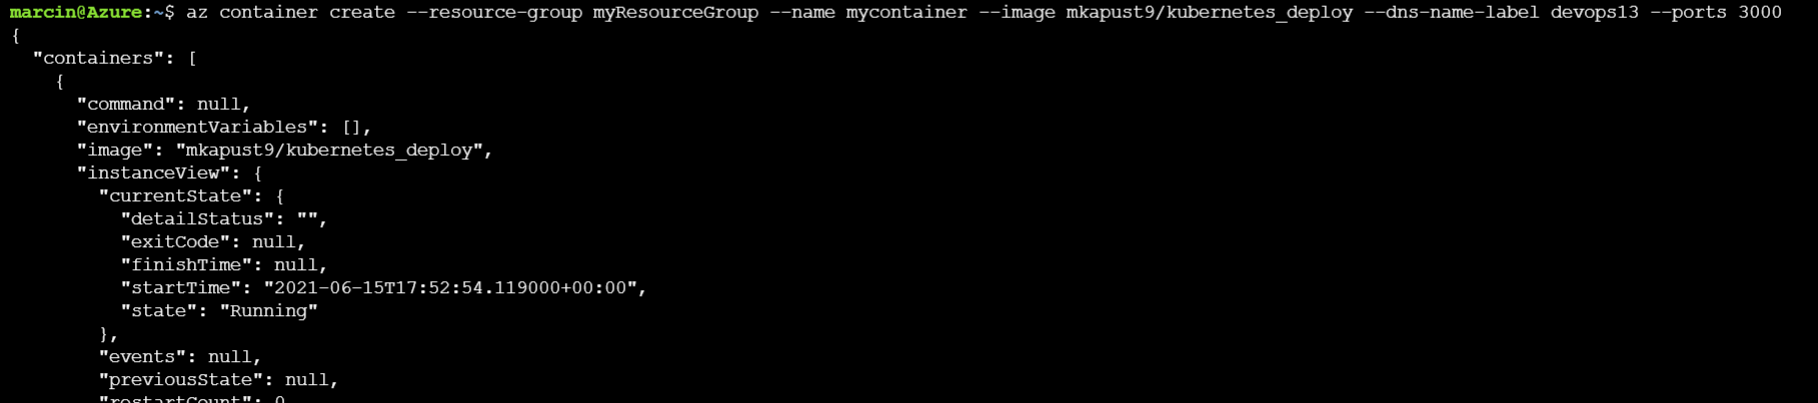 marcin@Azure:~$ az container create --resource-group myResourceGroup --name mycontainer --image mkapust9/kubernetes_deploy --dns-name-label devops13 --ports 3000
{
  "containers": [
    {
      "command": null,
      "environmentVariables": [],
      "image": "mkapust9/kubernetes_deploy",
      "instanceView": {
        "currentState": {
          "detailStatus": "",
          "exitCode": null,
          "finishTime": null,
          "startTime": "2021-06-15T17:52:54.119000+00:00",
          "state": "Running"
        },
        "events": null,
        "previousState": null,
        "restartCount": 0